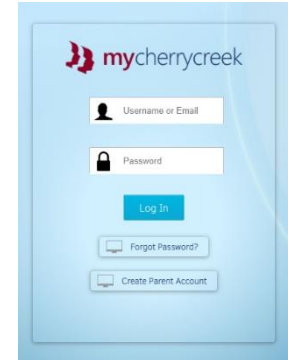 mycherrycreek
Username or Email
Password
Log In
Forgot Password?
Create Parent Account